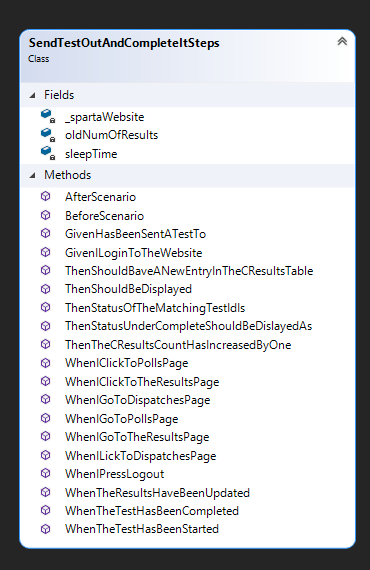 SendTestOutAndCompleteItSteps
Class
Fields
_spartaWebsite
oldNumOfResults
sleepTime
Methods
AfterScenario
BeforeScenario
GivenHasBeenSentATestTo
GivenILoginToTheWebsite
ThenShouldBaveANewEntryInTheCResultsTable
ThenShouldBeDisplayed
ThenStatusOfTheMatchingTestIdIs
ThenStatusUnderCompleteShouldBeDislayedAs
ThenTheCResultsCountHasIncreasedByOne
WhenIClickToPollsPage
WhenIClickToTheResultsPage
WhenIGoToDispatchesPage
WhenIGoToPollsPage
WhenIGoToTheResultsPage
WhenILickToDispatchesPage
WhenIPressLogout
WhenTheResultsHaveBeenUpdated
WhenTheTestHasBeenCompleted
WhenTheTestHasBeenStarted